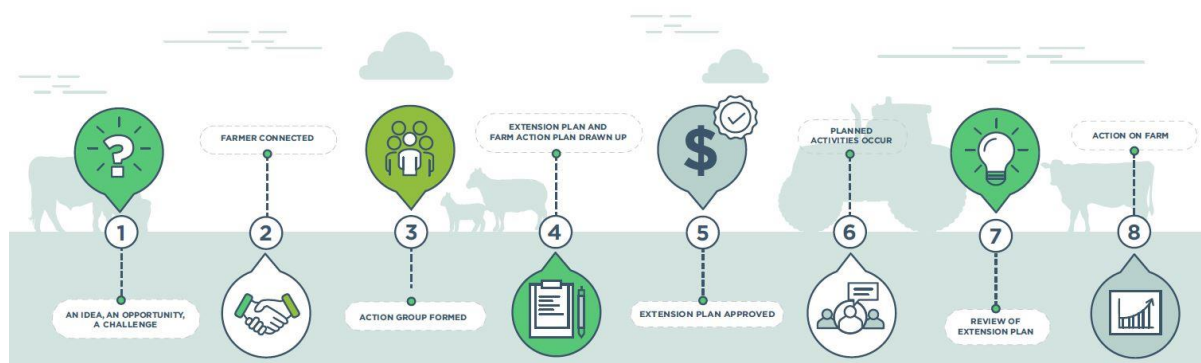 1
AN IDEA, AN OPPORTUNITY,
A CHALLENGE
FARMER CONNECTED
2
3
ACTION GROUP FORMED
EXTENSION PLAN AND
FARM ACTION PLAN DRAWN UP
4
$
5
EXTENSION PLAN APPROVED
PLANNED
ACTIVITIES OCCUR
6
7
REVIEW OF
EXTENSION PLAN
ACTION ON FARM
8